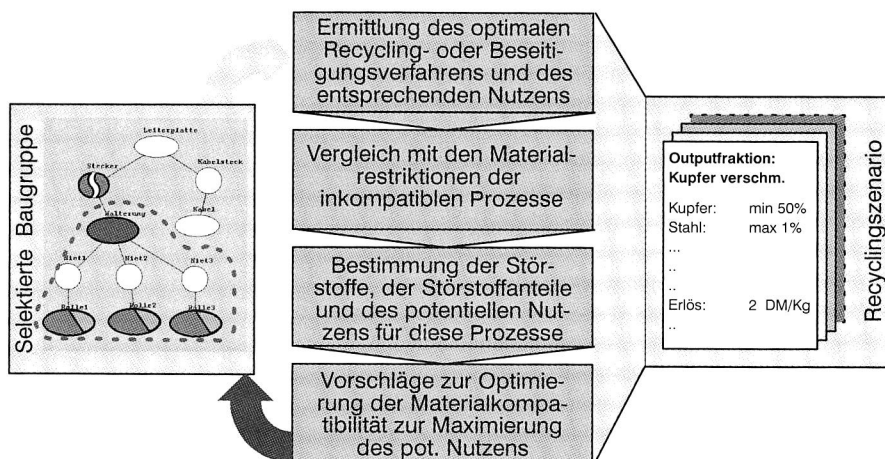 Selektierte Baugruppe
Leiterplatte
Stecker
Kabelsteck
Halterung
Kabel
Niet1
Niet2
Niet3
Rolle1
Rolle2
Rolle3
Ermittlung des optimalen
Recycling- oder Beseiti-
gungsverfahrens und des
entsprechenden Nutzens
Vergleich mit den Material-
restriktionen der
inkompatiblen Prozesse
Bestimmung der Stör-
stoffe, der Störstoffanteile
und des potentiellen Nut-
zens für diese Prozesse
Vorschläge zur Optimie-
rung der Materialkompa-
tibilität zur Maximierung
des pot. Nutzens
Outputfraktion:
Kupfer verschm.
Kupfer: min 50%
Stahl: max 1%
...
..
..
Erlös: 2 DM/Kg
..
Recyclingszenario